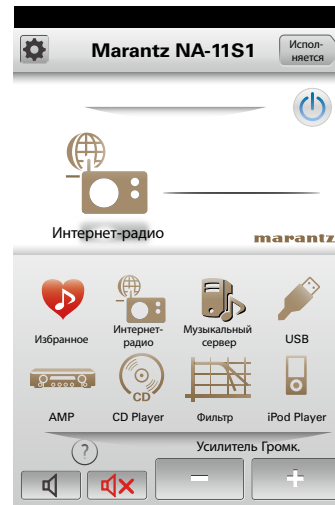 Marantz NA-11S1
Испол-
няется
Интернет-радио
marantz
Избранное
Интернет-
радио
Музыкальный
сервер
USB
CD
AMP
CD Player
Фильтр
iPod Player
?
Усилитель Громк.